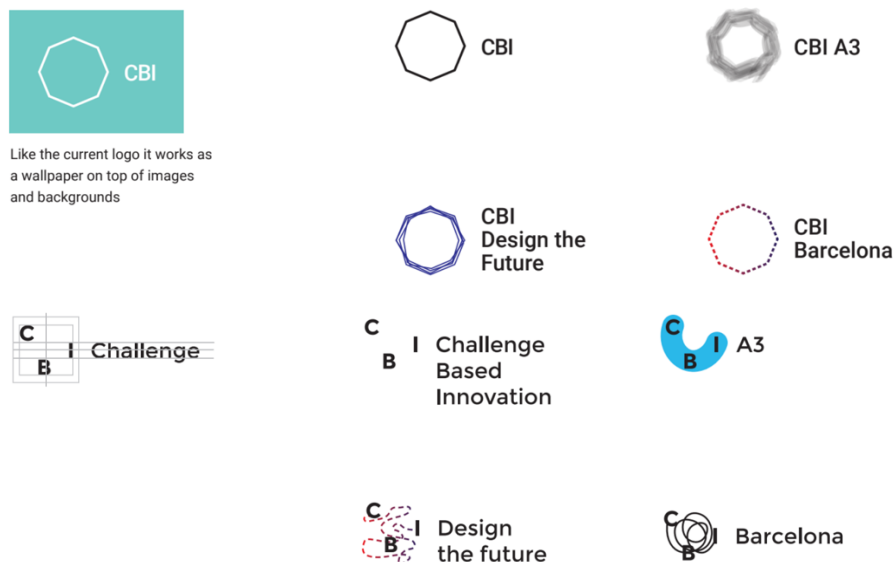 CBI
Like the current logo it works as
a wallpaper on top of images
and backgrounds
CBI
CBI A3
CBI
Design the
Future
CBI
Barcelona
C
B
I Challenge
C
B
I Challenge
Based
Innovation
C
B
I A3
C
B
I Design
the future
C
B
I Barcelona